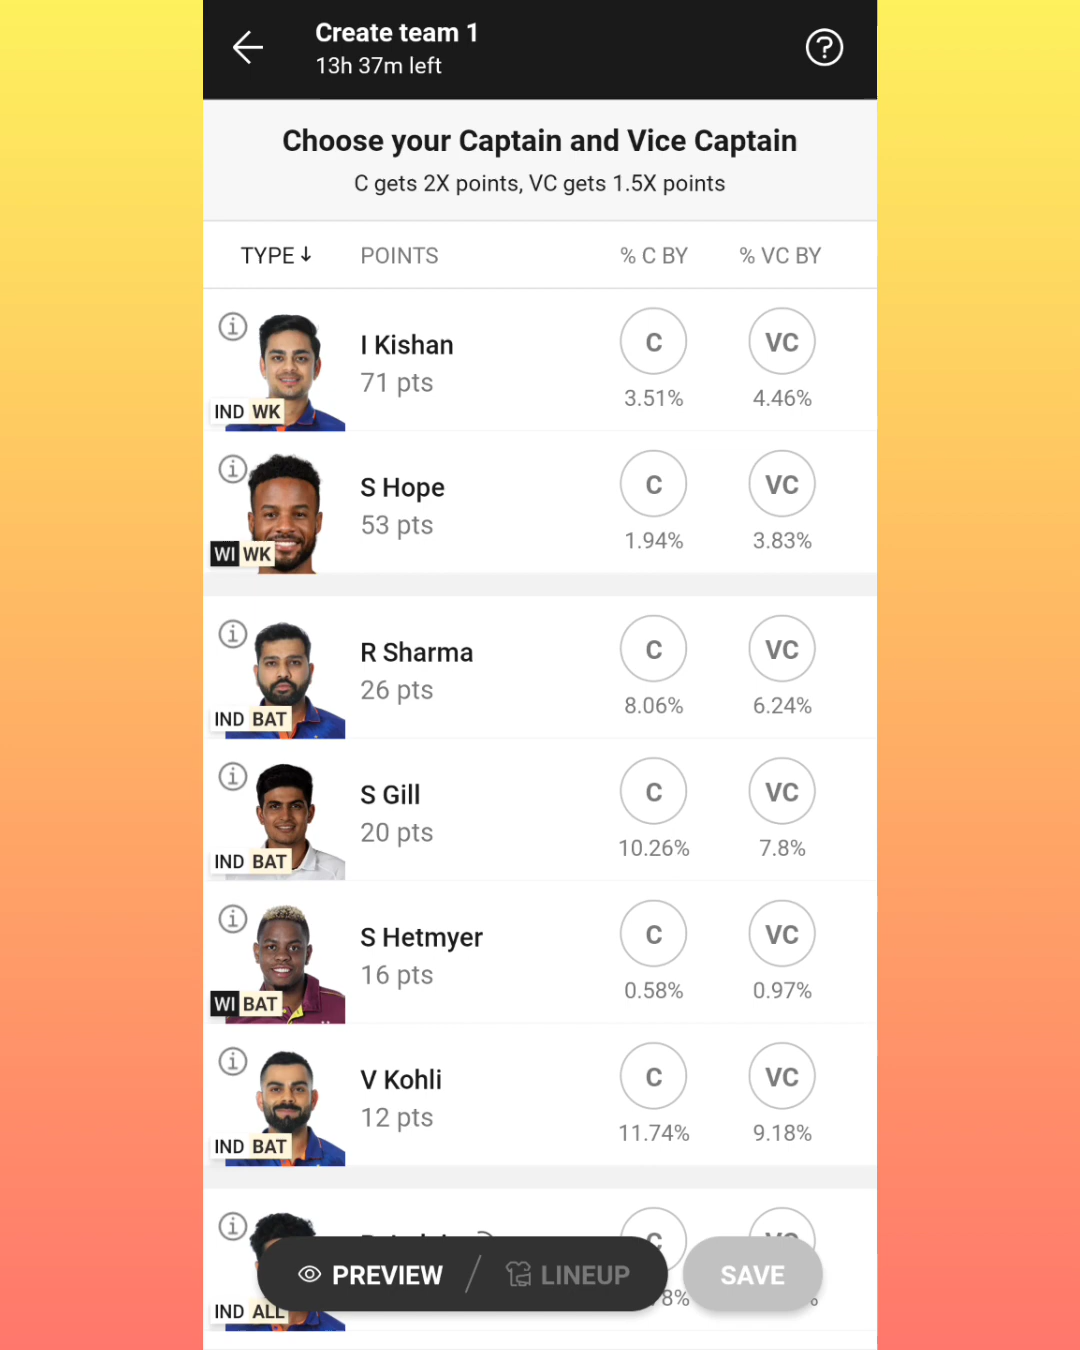 Create team 1
13h 37m left
?
Choose your Captain and Vice Captain
C gets 2X points, VC gets 1.5X points
TYPE↓ POINTS % C BY % VC BY
I Kishan C VC
71 pts 3.51% 4.46%
IND WK
S Hope C VC
53 pts 1.94% 3.83%
WI WK
R Sharma C VC
26 pts 8.06% 6.24%
IND BAT
S Gill C VC
20 pts 10.26% 7.8%
IND BAT
S Hetmyer C VC
16 pts 0.58% 0.97%
WI BAT
V Kohli C VC
12 pts 11.74% 9.18%
IND BAT
C VC
PREVIEW / LINEUP SAVE
8% %
IND ALL